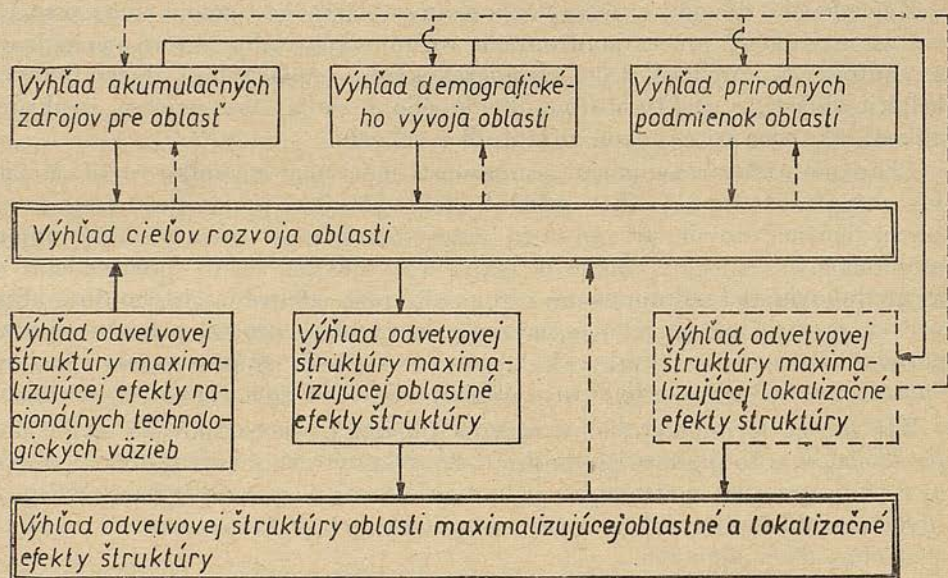 Výhľad akumulačných
zdrojov pre oblasť
Výhľad demografické-
ho vývoja oblasti
Výhľad prírodných
podmienok oblasti
Výhľad cieľov rozvoja oblasti
Výhľad odvetvovej
štruktúry maxima-
lizujúcej efekty ra-
cionálnych technolo-
gických väzieb
Výhľad odvetvovej
štruktúry maxima-
lizujúcej oblastné
efekty štruktúry
Výhľad odvetvovej
štruktúry maxima-
lizujúcej lokalizačné
efekty štruktúry
Výhľad odvetvovej štruktúry oblasti maximalizujúcej oblastné a lokalizačné
efekty štruktúry